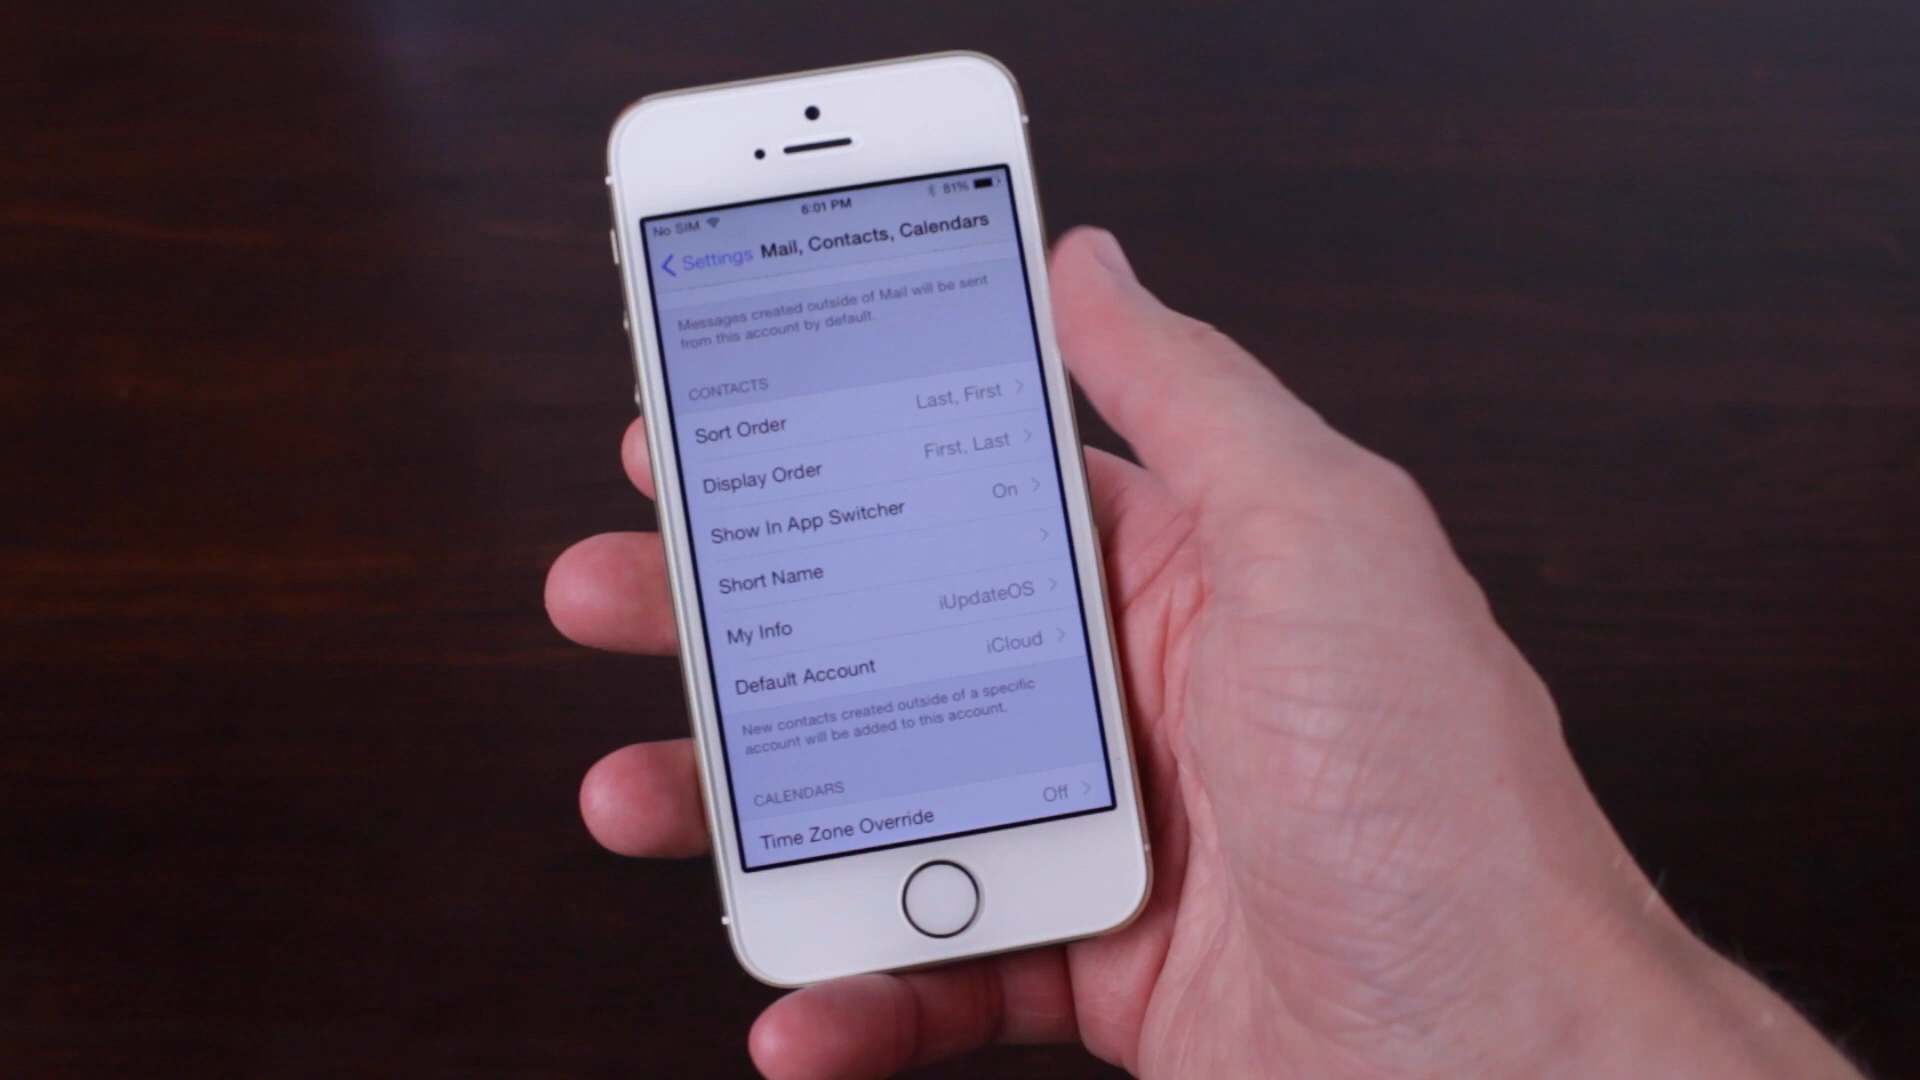 No SIM 6:01 PM 81%
Settings Mail, Contacts, Calendars
Messages created outside of Mail will be sent
from this account by default.
CONTACTS
Sort Order Last, First
Display Order First, Last
Show In App Switcher On
Short Name
My Info iUpdateOS
Default Account iCloud
New contacts created outside of a specific
account will be added to this account.
CALENDARS
Time Zone Override Off